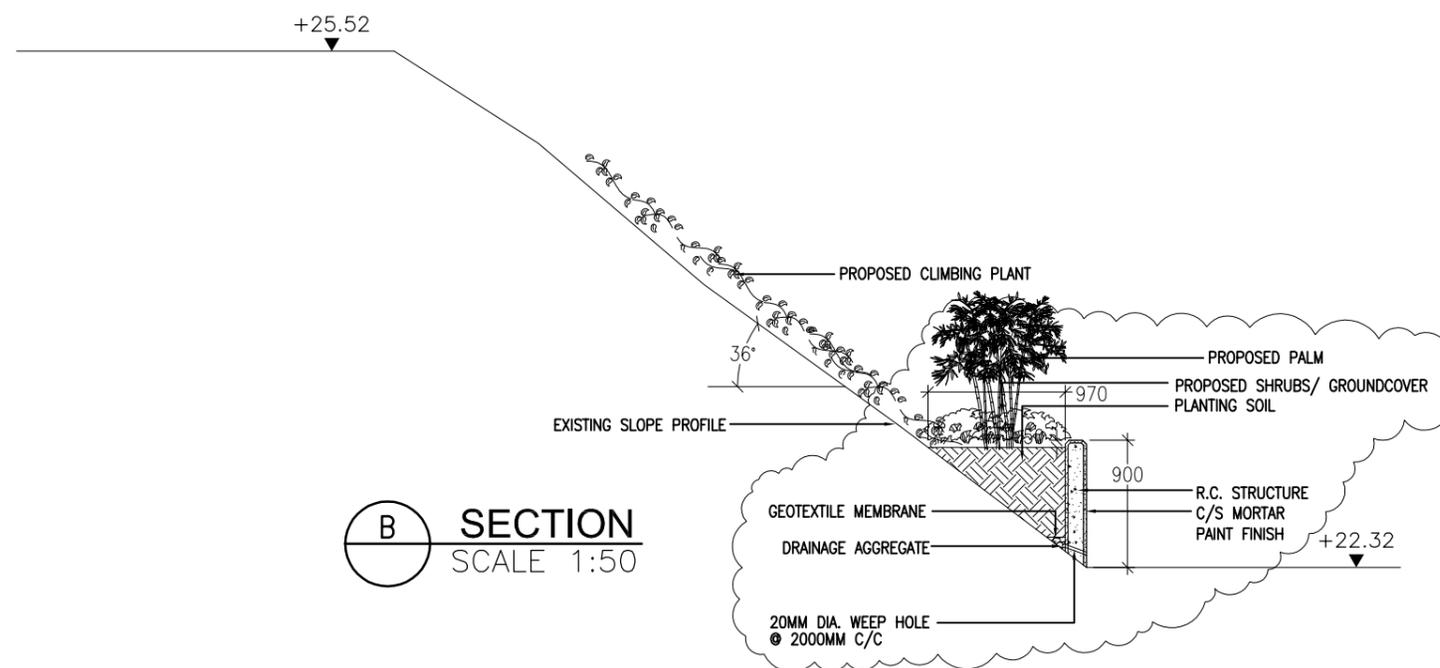 +25.52
PROPOSED CLIMBING PLANT
36°
PROPOSED PALM
PROPOSED SHRUBS/ GROUNDCOVER
970
PLANTING SOIL
EXISTING SLOPE PROFILE
900
R.C. STRUCTURE
C/S MORTAR
PAINT FINISH
GEOTEXTILE MEMBRANE
DRAINAGE AGGREGATE
+22.32
B
SECTION
SCALE 1:50
20MM DIA. WEEP HOLE
@ 2000MM C/C